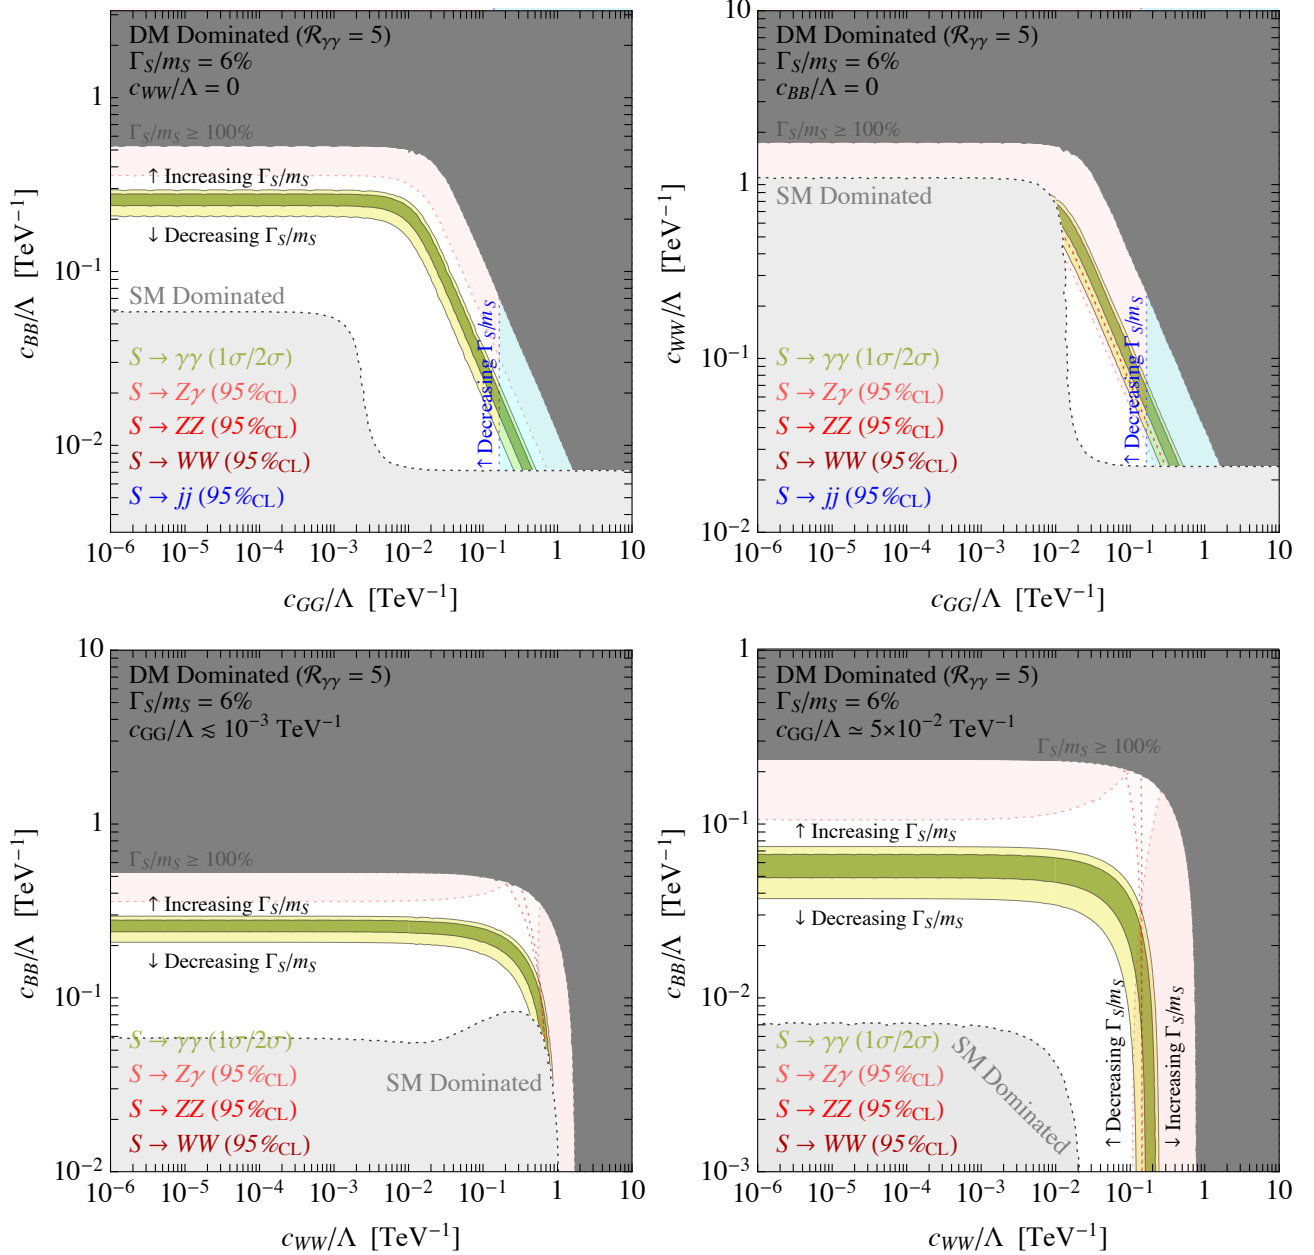 DM Dominated (ℛγγ = 5)
ΓS/mS = 6%
cWW/Λ = 0
ΓS/mS ≥ 100%
↑ Increasing ΓS/mS
↓ Decreasing ΓS/mS
SM Dominated
S → γγ (1σ/2σ)
S → Zγ (95%CL)
S → ZZ (95%CL)
S → WW (95%CL)
S → jj (95%CL)
↑ Decreasing ΓS/mS
1
10⁻¹
10⁻²
cBB/Λ [TeV⁻¹]
10⁻⁶ 10⁻⁵ 10⁻⁴ 10⁻³ 10⁻² 10⁻¹ 1 10
cGG/Λ [TeV⁻¹]
DM Dominated (ℛγγ = 5)
ΓS/mS = 6%
cBB/Λ = 0
ΓS/mS ≥ 100%
SM Dominated
S → γγ (1σ/2σ)
S → Zγ (95%CL)
S → ZZ (95%CL)
S → WW (95%CL)
S → jj (95%CL)
↑ Decreasing ΓS/mS
10
1
10⁻¹
10⁻²
cWW/Λ [TeV⁻¹]
10⁻⁶ 10⁻⁵ 10⁻⁴ 10⁻³ 10⁻² 10⁻¹ 1 10
cGG/Λ [TeV⁻¹]
DM Dominated (ℛγγ = 5)
ΓS/mS = 6%
cGG/Λ ≲ 10⁻³ TeV⁻¹
ΓS/mS ≥ 100%
↑ Increasing ΓS/mS
↓ Decreasing ΓS/mS
S → γγ (1σ/2σ)
S → Zγ (95%CL)
SM Dominated
S → ZZ (95%CL)
S → WW (95%CL)
10
1
10⁻¹
10⁻²
cBB/Λ [TeV⁻¹]
10⁻⁶ 10⁻⁵ 10⁻⁴ 10⁻³ 10⁻² 10⁻¹ 1 10
cWW/Λ [TeV⁻¹]
DM Dominated (ℛγγ = 5)
ΓS/mS = 6%
cGG/Λ ≃ 5×10⁻² TeV⁻¹
ΓS/mS ≥ 100%
↑ Increasing ΓS/mS
↓ Decreasing ΓS/mS
S → γγ (1σ/2σ)
S → Zγ (95%CL)
S → ZZ (95%CL)
S → WW (95%CL)
SM Dominated
↑ Decreasing ΓS/mS
↓ Increasing ΓS/mS
1
10⁻¹
10⁻²
10⁻³
cBB/Λ [TeV⁻¹]
10⁻⁶ 10⁻⁵ 10⁻⁴ 10⁻³ 10⁻² 10⁻¹ 1 10
cWW/Λ [TeV⁻¹]